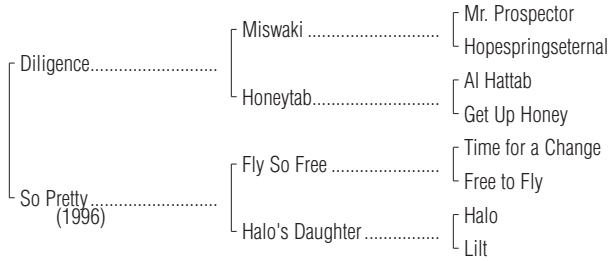 Mr. Prospector
Miswaki ..............................
Hopespringseternal
Diligence.............................
Al Hattab
Honeytab.............................
Get Up Honey
Time for a Change
Fly So Free .........................
Free to Fly
So Pretty.............................
(1996)
Halo
Halo's Daughter .................
Lilt